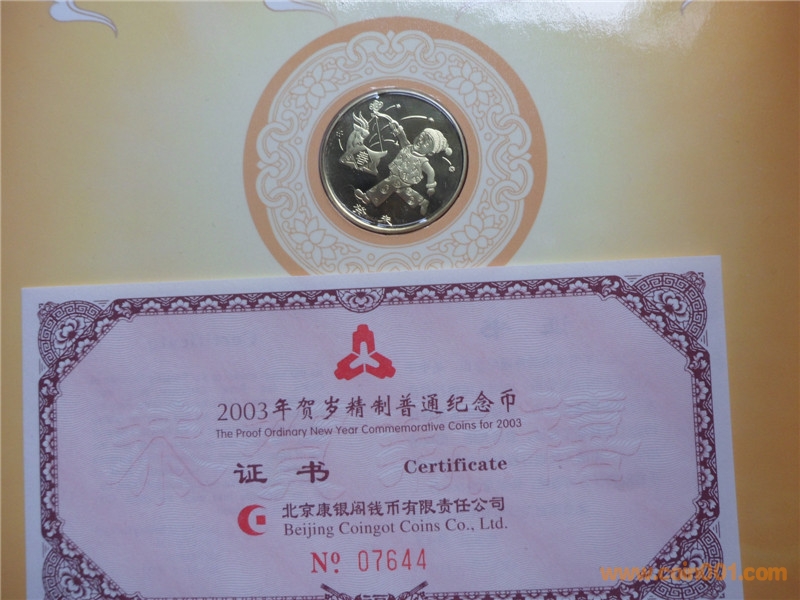 2003年贺岁精制普通纪念币
The Proof Ordinary New Year Commemorative Coins for 2003
证书 Certificate
北京康银阁钱币有限责任公司
Beijing Coingot Coins Co., Ltd.
Nº 07644